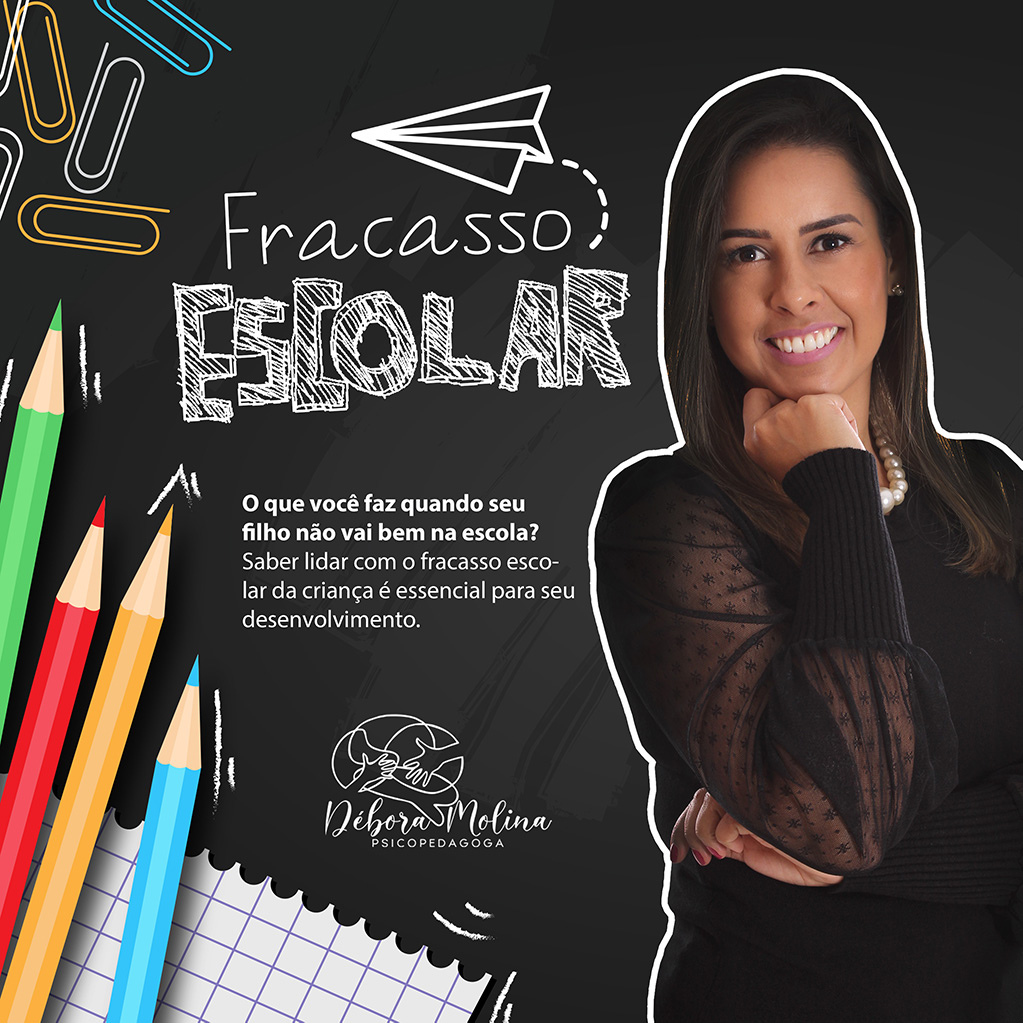 Fracasso
ESCOLAR
O que você faz quando seu
filho não vai bem na escola?
Saber lidar com o fracasso esco-
lar da criança é essencial para seu
desenvolvimento.
Débora Molina
PSICOPEDAGOGA